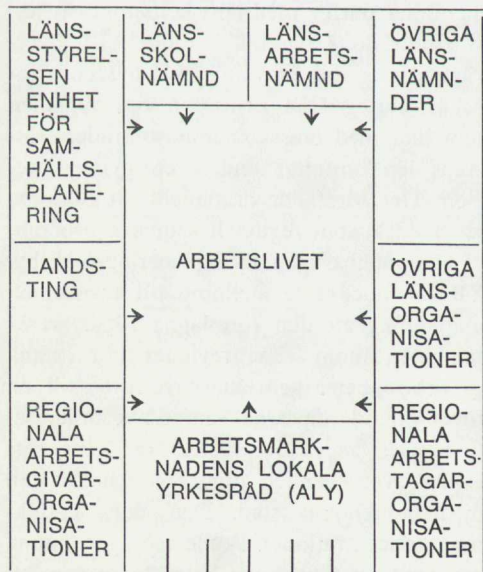 LÄNS-
STYREL-
SEN
ENHET
FÖR
SAM-
HÄLLS-
PLANE-
RING
LÄNS-
SKOL-
NÄMND
LÄNS-
ARBETS-
NÄMND
ÖVRIGA
LÄNS-
NÄMN-
DER
LANDS-
TING
ARBETSLIVET
ÖVRIGA
LÄNS-
ORGA-
NISA-
TIONER
REGIO-
NALA
ARBETS-
GIVAR-
ORGA-
NISA-
TIONER
ARBETSMARK-
NADENS LOKALA
YRKESRÅD (ALY)
REGIO-
NALA
ARBETS-
TAGAR-
ORGA-
NISA-
TIONER